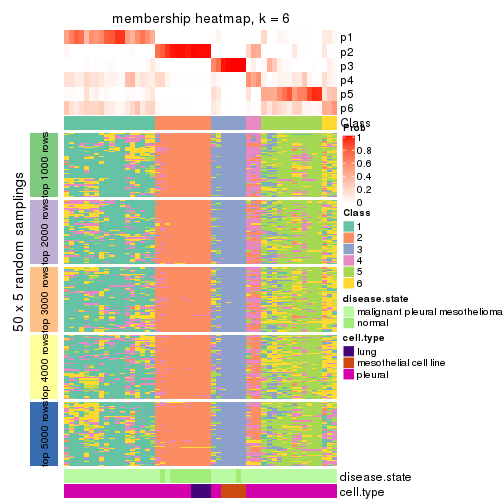 membership heatmap, k = 6
p1
p2
p3
p4
p5
p6
Class
50 x 5 random samplings
top 1000 rows
top 2000 rows
top 3000 rows
top 4000 rows
top 5000 rows
Prob
1
0.8
0.6
0.4
0.2
0
Class
1
2
3
4
5
6
disease.state
malignant pleural mesothelioma
normal
cell.type
lung
mesothelial cell line
pleural
disease.state
cell.type